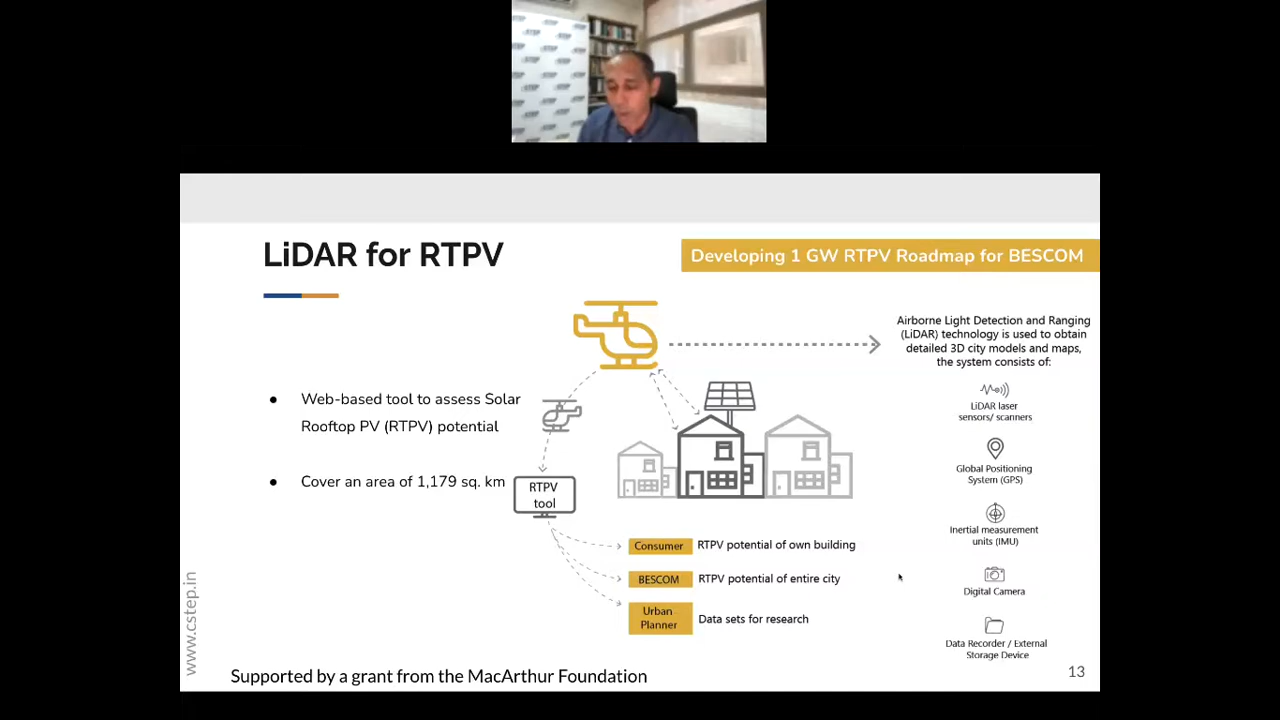 CSTEP
LiDAR for RTPV
Developing 1 GW RTPV Roadmap for BESCOM
Airborne Light Detection and Ranging
(LiDAR) technology is used to obtain
detailed 3D city models and maps,
the system consists of:
● Web-based tool to assess Solar
Rooftop PV (RTPV) potential
● Cover an area of 1,179 sq. km
RTPV
tool
LiDAR laser
sensors/ scanners
Global Positioning
System (GPS)
Inertial measurement
units (IMU)
Digital Camera
Data Recorder / External
Storage Device
Consumer RTPV potential of own building
BESCOM RTPV potential of entire city
Urban
Planner
Data sets for research
www.cstep.in
Supported by a grant from the MacArthur Foundation
13